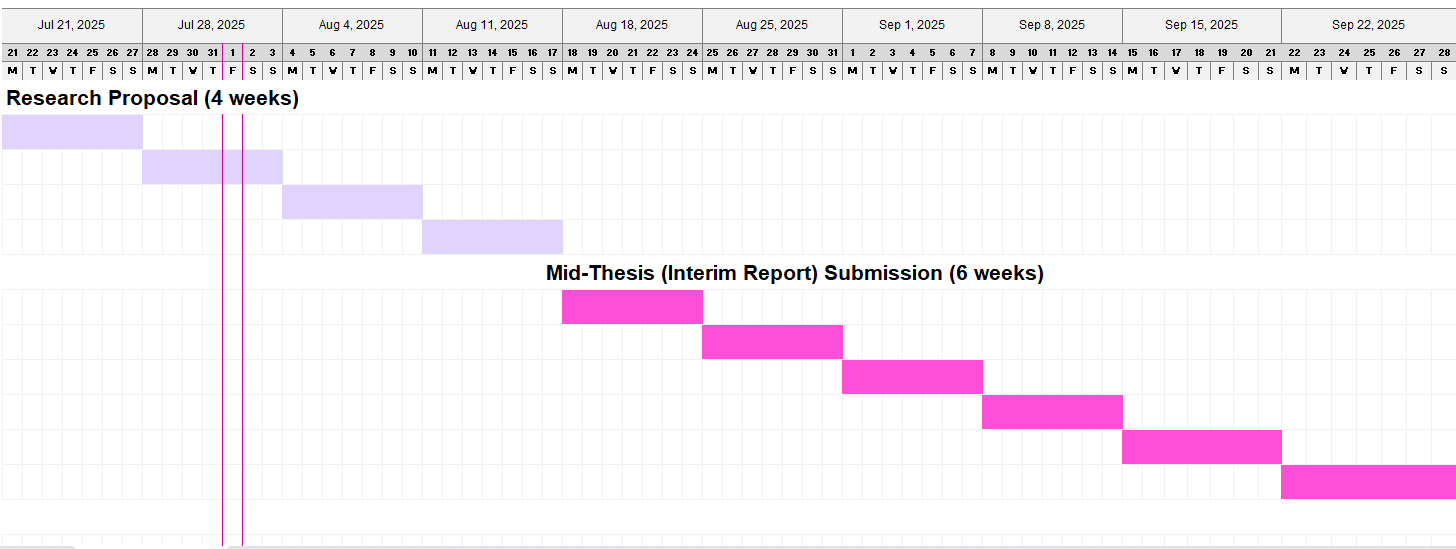 Jul 21, 2025 Jul 28, 2025 Aug 4, 2025 Aug 11, 2025 Aug 18, 2025 Aug 25, 2025 Sep 1, 2025 Sep 8, 2025 Sep 15, 2025 Sep 22, 2025
21 22 23 24 25 26 27 28 29 30 31 1 2 3 4 5 6 7 8 9 10 11 12 13 14 15 16 17 18 19 20 21 22 23 24 25 26 27 28 29 30 31 1 2 3 4 5 6 7 8 9 10 11 12 13 14 15 16 17 18 19 20 21 22 23 24 25 26 27 28
M T W T F S S M T W T F S S M T W T F S S M T W T F S S M T W T F S S M T W T F S S M T W T F S S M T W T F S S M T W T F S S M T W T F S S
Research Proposal (4 weeks)
Mid-Thesis (Interim Report) Submission (6 weeks)